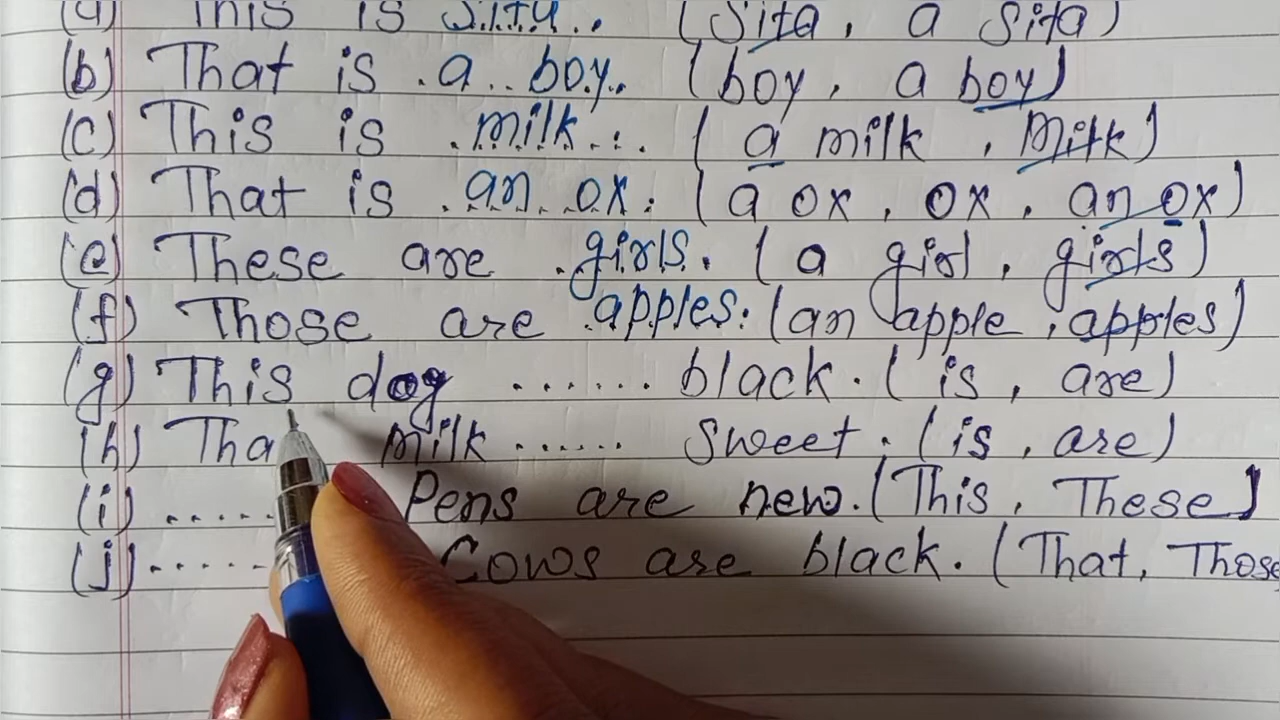 (a) This is Sita.. (Sita, a Sita)
(b) That is .a.. boy.. (boy, a boy)
(c) This is .milk... (a milk, Milk)
(d) That is .an ox. (a ox, ox, an ox)
(e) These are .girls. (a girl, girls)
(f) Those are .apples. (an apple, apples)
(g) This dog ...... black. (is, are)
(h) Tha milk ...... Sweet. (is, are)
(i) ..... Pens are new. (This, These)
(j) ...... Cows are black. (That, Those